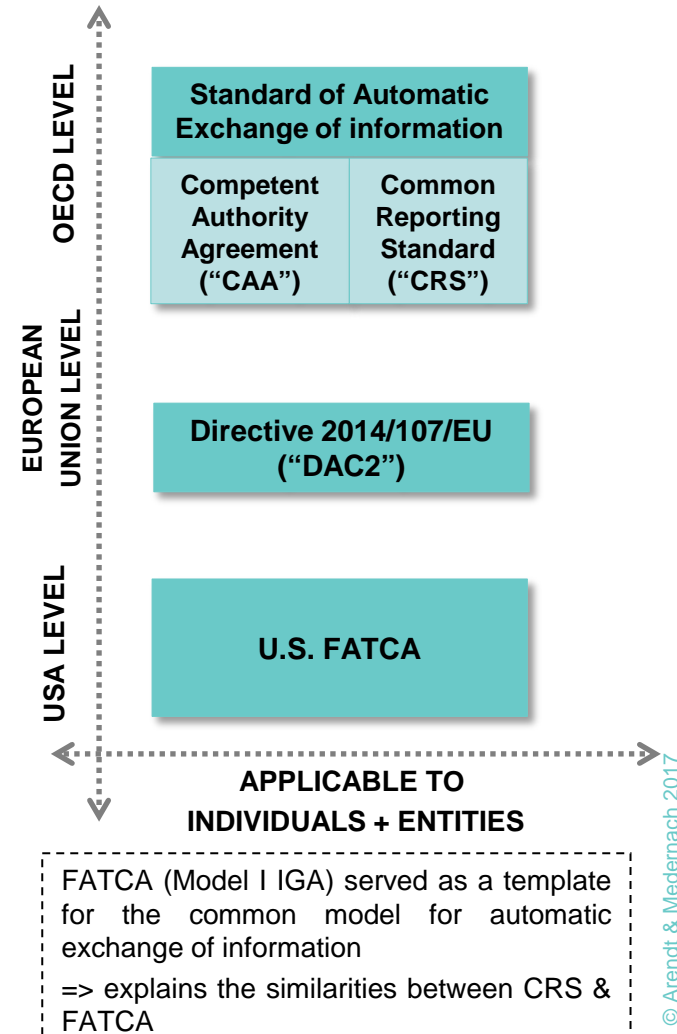 OECD LEVEL
Standard of Automatic
Exchange of information
Competent
Authority
Agreement
(“CAA”)
Common
Reporting
Standard
(“CRS”)
EUROPEAN
UNION LEVEL
Directive 2014/107/EU
(“DAC2”)
USA LEVEL
U.S. FATCA
APPLICABLE TO
INDIVIDUALS + ENTITIES
FATCA (Model I IGA) served as a template
for the common model for automatic
exchange of information
=> explains the similarities between CRS &
FATCA
© Arendt & Medernach 2017